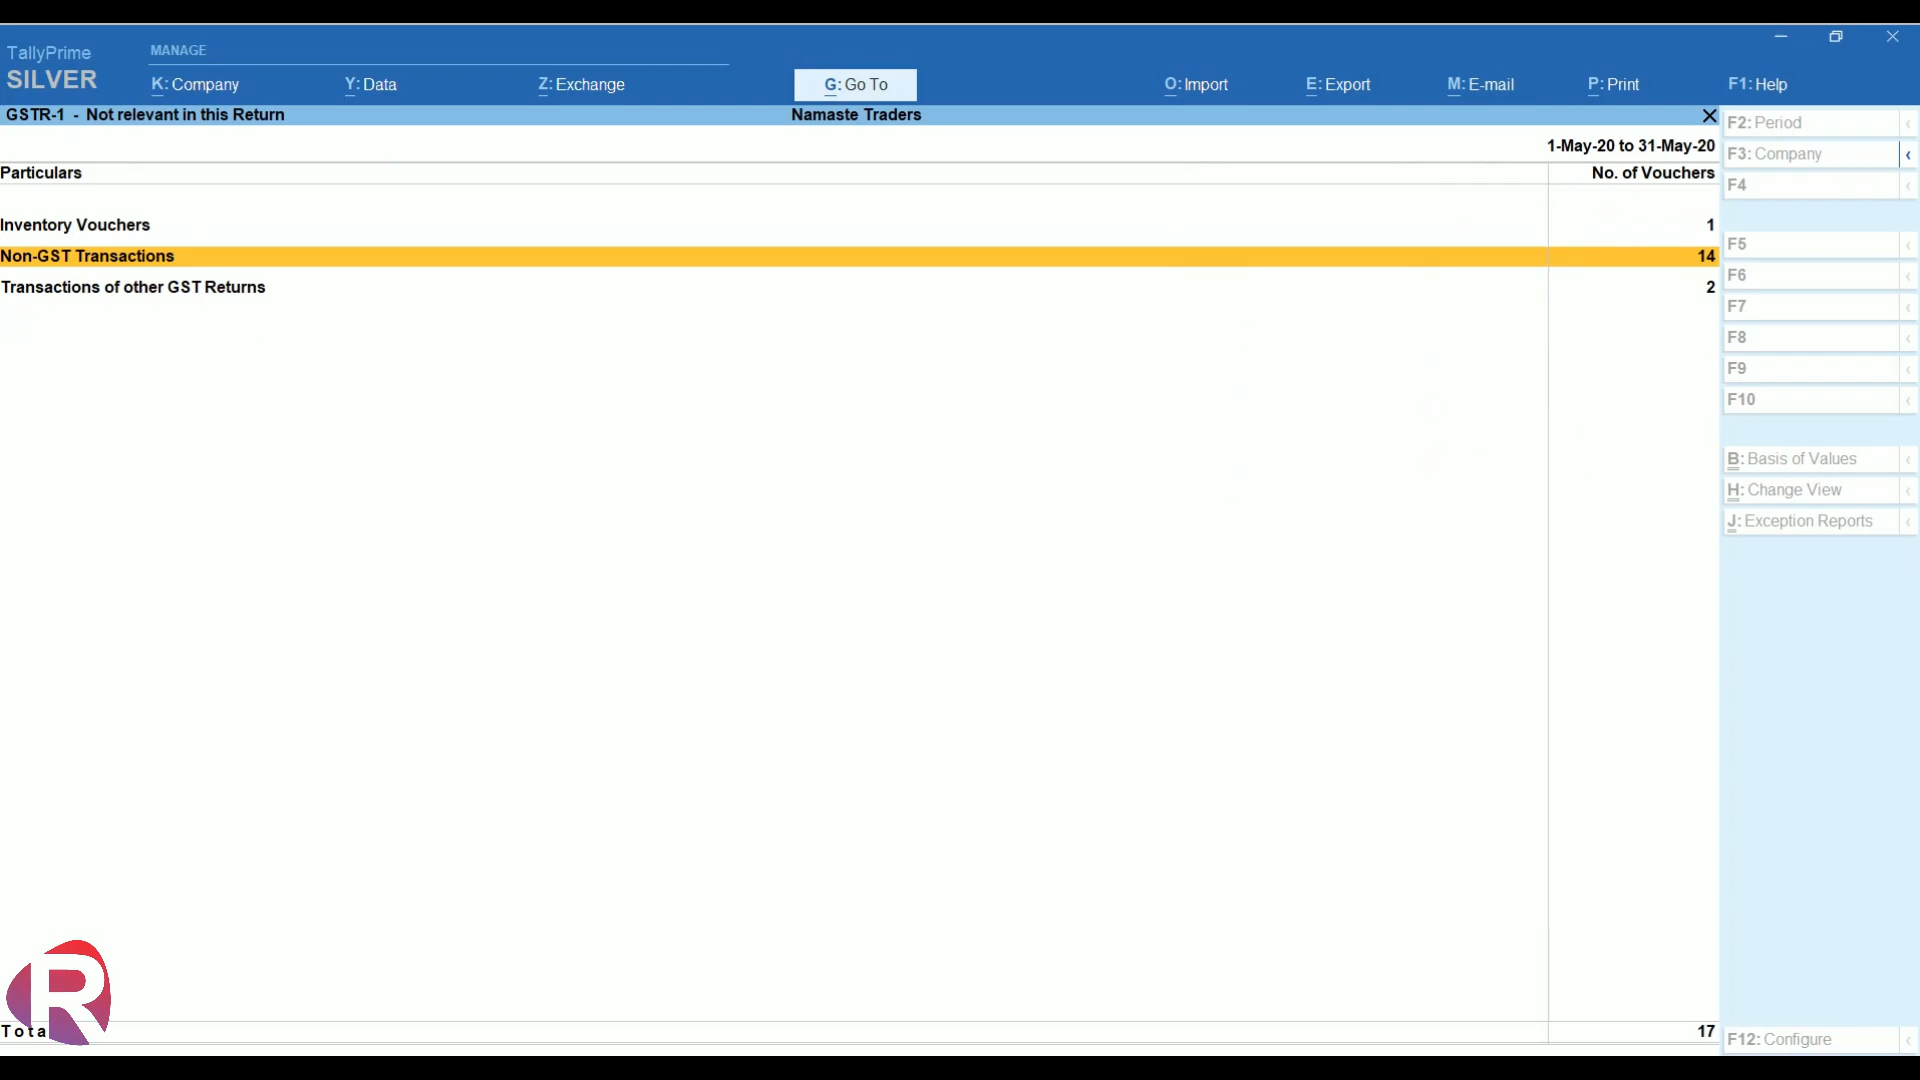 TallyPrime
SILVER
MANAGE
K: Company
Y: Data
Z: Exchange
G: Go To
O: Import
E: Export
M: E-mail
P: Print
F1: Help
GSTR-1 - Not relevant in this Return
Namaste Traders
1-May-20 to 31-May-20
Particulars
No. of Vouchers
Inventory Vouchers 1
Non-GST Transactions 14
Transactions of other GST Returns 2
Tota 17
F2: Period
F3: Company
F4
F5
F6
F7
F8
F9
F10
B: Basis of Values
H: Change View
J: Exception Reports
F12: Configure
R